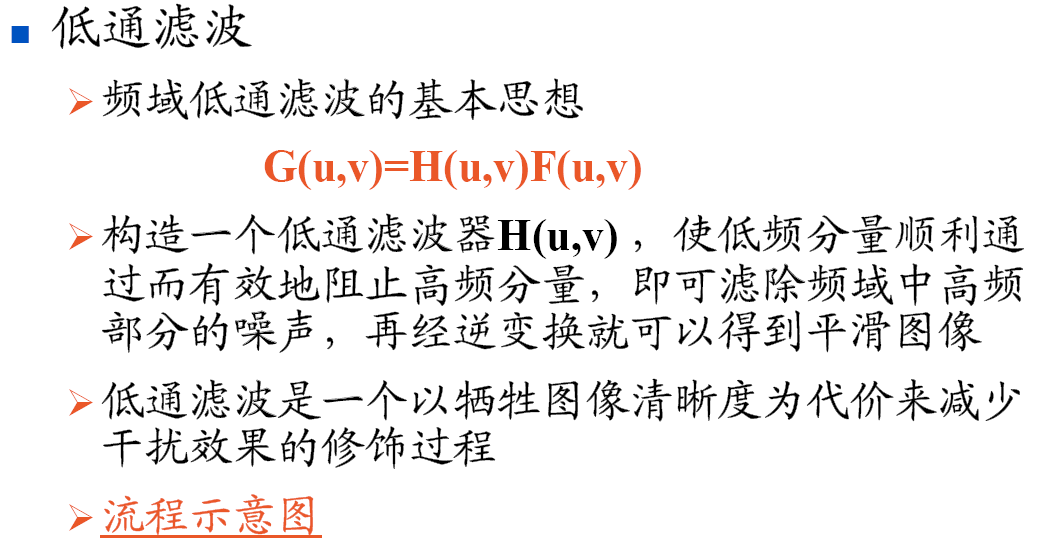 低通滤波
频域低通滤波的基本思想
G(u,v)=H(u,v)F(u,v)
构造一个低通滤波器H(u,v) ，使低频分量顺利通
过而有效地阻止高频分量，即可滤除频域中高频
部分的噪声，再经逆变换就可以得到平滑图像
低通滤波是一个以牺牲图像清晰度为代价来减少
干扰效果的修饰过程
流程示意图